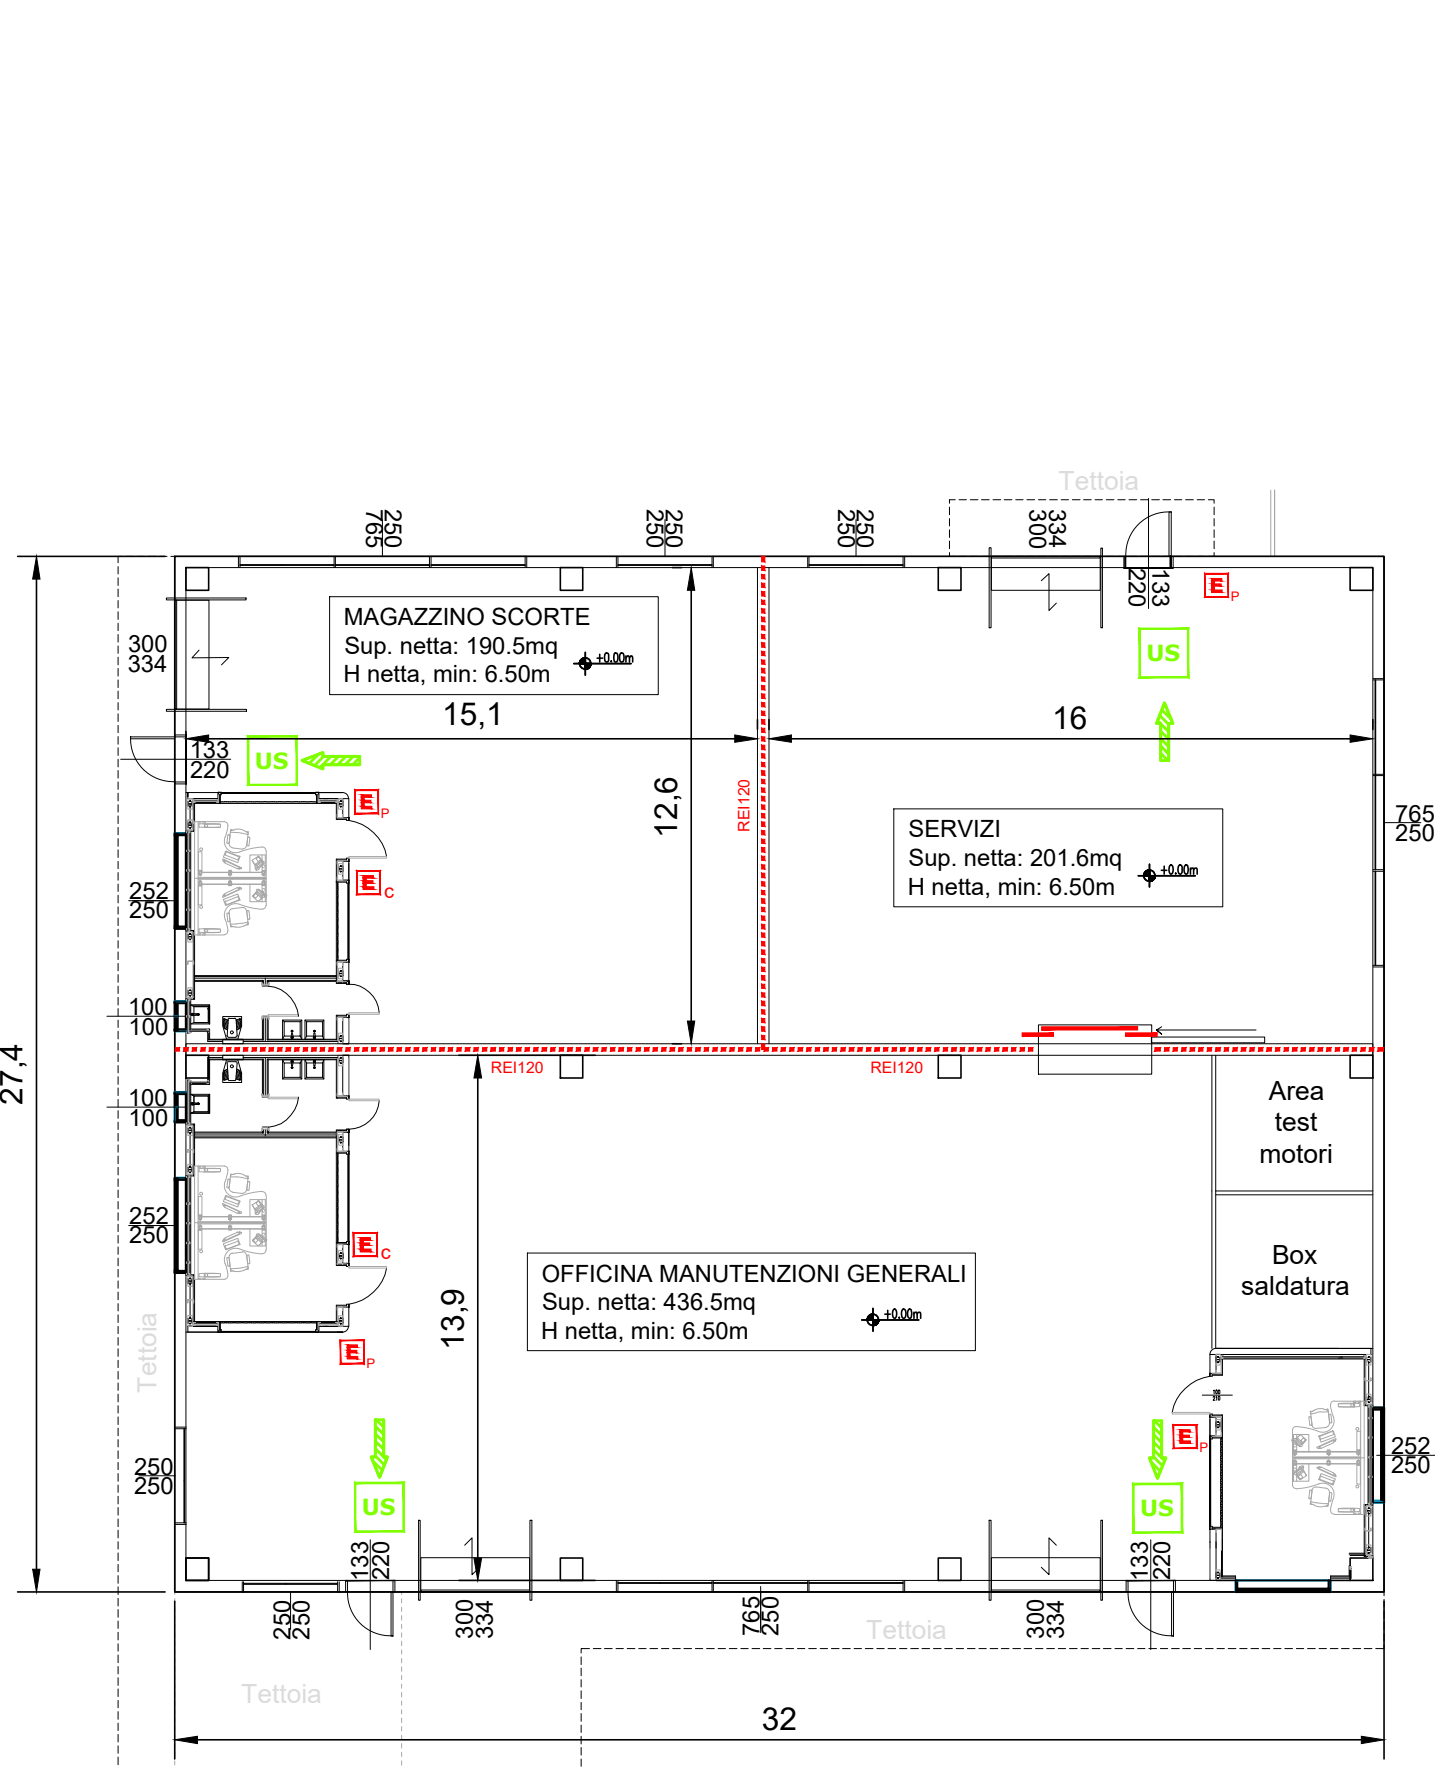 Tettoia
250
765
250
250
250
250
334
300
133
220
E
P
MAGAZZINO SCORTE
Sup. netta: 190.5mq
H netta, min: 6.50m
+0.00m
300
334
US
15,1
16
133
220
US
E
P
12,6
REI120
SERVIZI
Sup. netta: 201.6mq
H netta, min: 6.50m
+0.00m
765
250
E
C
252
250
100
100
27,4
REI120
REI120
100
100
Area
test
motori
252
250
E
C
Box
saldatura
OFFICINA MANUTENZIONI GENERALI
Sup. netta: 436.5mq
H netta, min: 6.50m
+0.00m
13,9
Tettoia
E
P
100
210
E
P
252
250
250
250
US
US
133
220
133
220
250
250
300
334
765
250
300
334
Tettoia
Tettoia
32